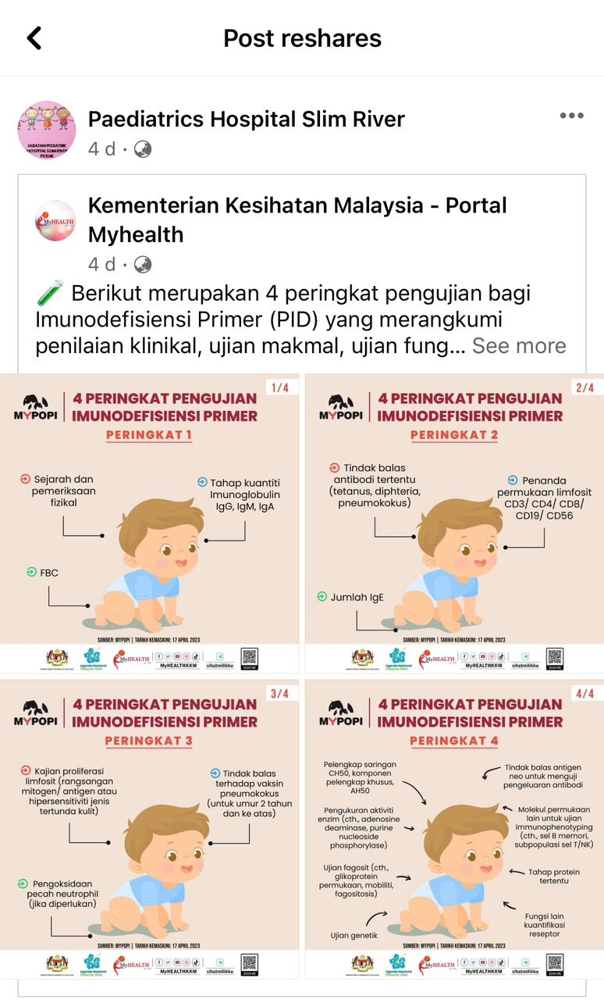 Post reshares
Paediatrics Hospital Slim River
4 d ·
JABATAN PEDIATRIK
HOSPITAL SLIM RIVER
PERAK
Kementerian Kesihatan Malaysia - Portal
Myhealth
4 d ·
MyHEALTH
Berikut merupakan 4 peringkat pengujian bagi
Imunodefisiensi Primer (PID) yang merangkumi
penilaian klinikal, ujian makmal, ujian fung... See more
1/4
MYPOPI
4 PERINGKAT PENGUJIAN
IMUNODEFISIENSI PRIMER
PERINGKAT 1
Sejarah dan
pemeriksaan
fizikal
Tahap kuantiti
Imunoglobulin
IgG, IgM, IgA
FBC
SUMBER: MYPOPI | TARIKH KEMASKINI: 17 APRIL 2023
MyHEALTH
MyHEALTHKKM
sihatmilikku
SCAN ME
2/4
MYPOPI
4 PERINGKAT PENGUJIAN
IMUNODEFISIENSI PRIMER
PERINGKAT 2
Tindak balas
antibodi tertentu
(tetanus, diphteria,
pneumokokus)
Penanda
permukaan limfosit
CD3/ CD4/ CD8/
CD19/ CD56
Jumlah IgE
SUMBER: MYPOPI | TARIKH KEMASKINI: 17 APRIL 2023
MyHEALTH
MyHEALTHKKM
sihatmilikku
SCAN ME
3/4
MYPOPI
4 PERINGKAT PENGUJIAN
IMUNODEFISIENSI PRIMER
PERINGKAT 3
Kajian proliferasi
limfosit (rangsangan
mitogen/ antigen atau
hipersensitiviti jenis
tertunda kulit)
Tindak balas
terhadap vaksin
pneumokokus
(untuk umur 2 tahun
dan ke atas)
Pengoksidaan
pecah neutrophil
(jika diperlukan)
SUMBER: MYPOPI | TARIKH KEMASKINI: 17 APRIL 2023
MyHEALTH
MyHEALTHKKM
sihatmilikku
SCAN ME
4/4
MYPOPI
4 PERINGKAT PENGUJIAN
IMUNODEFISIENSI PRIMER
PERINGKAT 4
Pelengkap saringan
CH50, komponen
pelengkap khusus,
AH50
Tindak balas antigen
neo untuk menguji
pengeluaran antibodi
Pengukuran aktiviti
enzim (cth., adenosine
deaminase, purine
nucleoside
phosphorylase)
Molekul permukaan
lain untuk ujian
immunophenotyping
(cth., sel B memori,
subpopulasi sel T/NK)
Ujian fagosit (cth.,
glikoprotein
permukaan, mobiliti,
fagositosis)
Tahap protein
tertentu
Ujian genetik
Fungsi lain
kuantifikasi
reseptor
SUMBER: MYPOPI | TARIKH KEMASKINI: 17 APRIL 2023
MyHEALTH
MyHEALTHKKM
sihatmilikku
SCAN ME